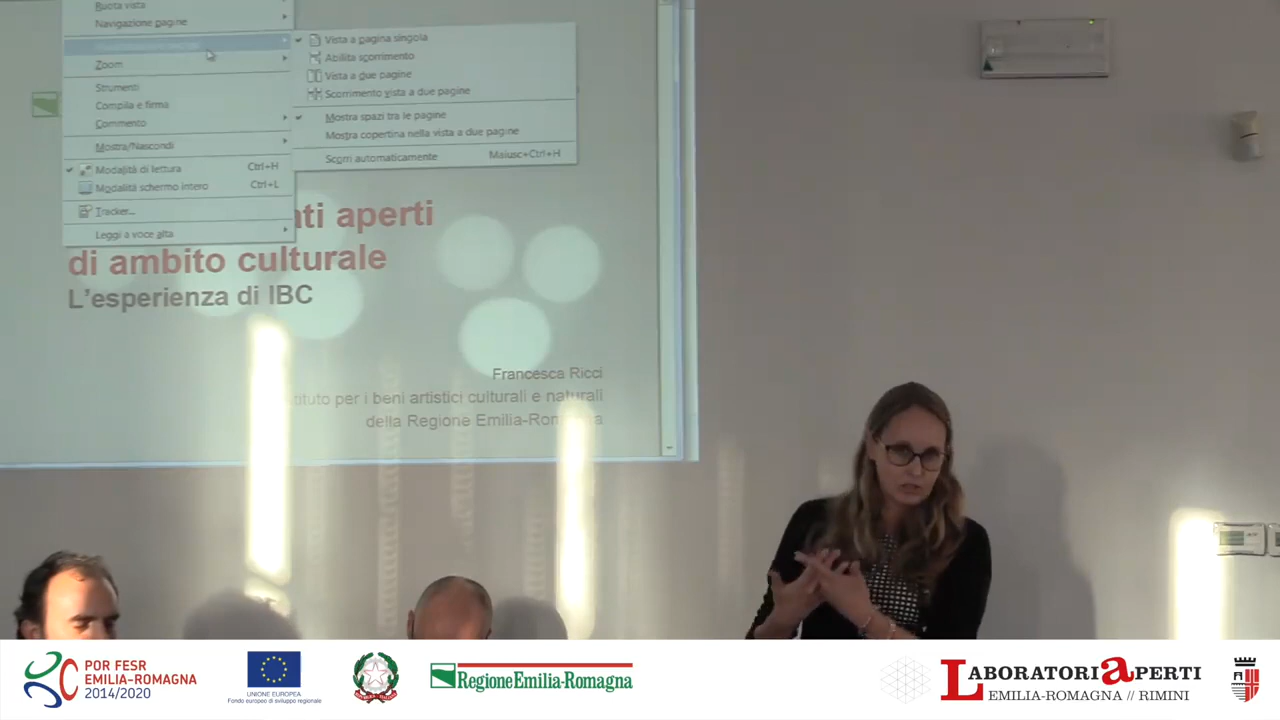 Ruota vista
Navigazione pagine
Zoom
Strumenti
Compila e firma
Commento
Mostra/Nascondi
Modalità di lettura Ctrl+H
Modalità schermo intero Ctrl+L
Tracker...
Leggi a voce alta
Vista a pagina singola
Abilita scorrimento
Vista a due pagine
Scorrimento vista a due pagine
Mostra spazi tra le pagine
Mostra copertina nella vista a due pagine
Scorri automaticamente Maiusc+Ctrl+H
ati aperti
di ambito culturale
L'esperienza di IBC
Francesca Ricci
tituto per i beni artistici culturali e naturali
della Regione Emilia-Romagna
POR FESR
EMILIA-ROMAGNA
2014/2020
UNIONE EUROPEA
Fondo europeo di sviluppo regionale
RegioneEmilia-Romagna
LABORATORIAPERTI
EMILIA-ROMAGNA // RIMINI